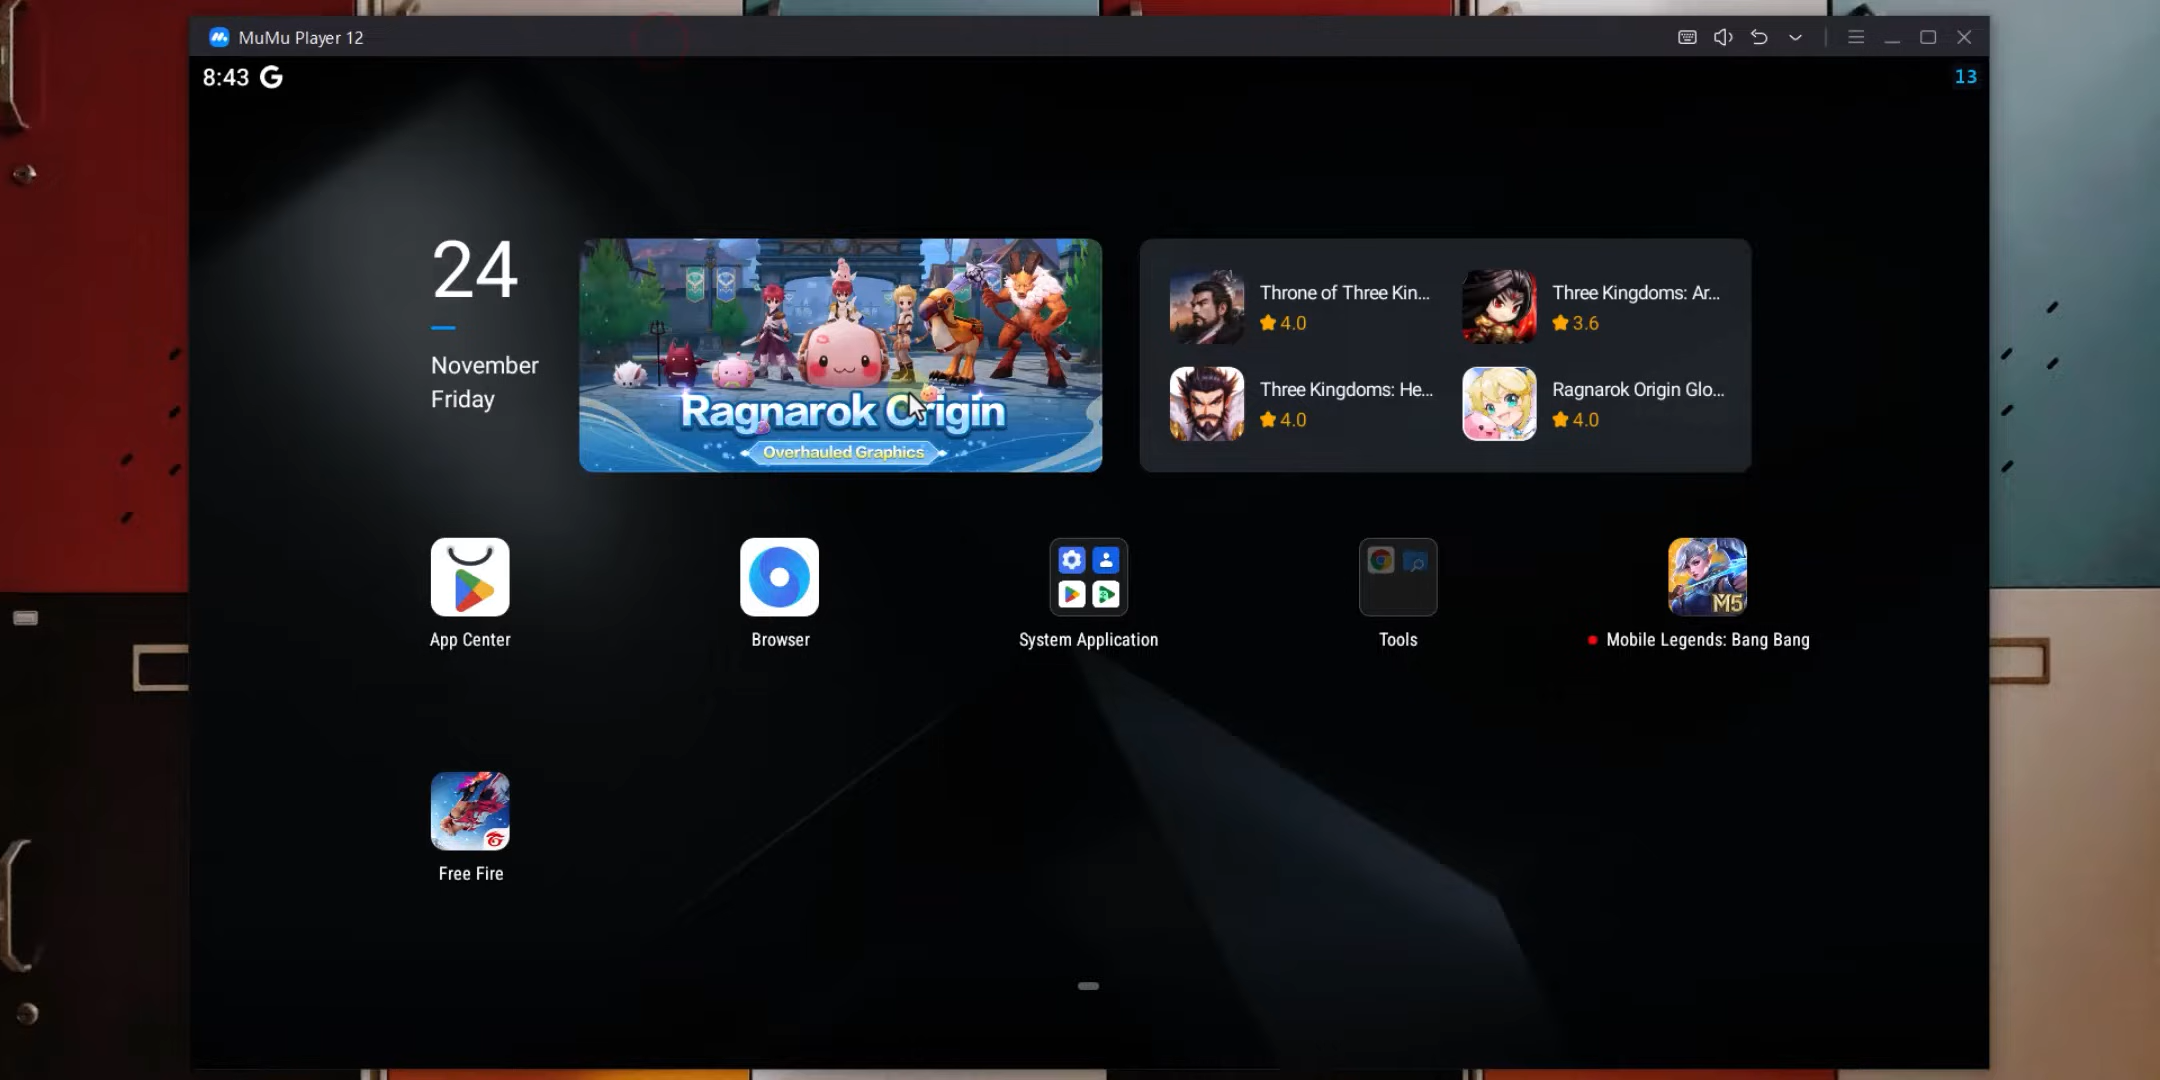 MuMu Player 12
8:43 G
13
24
November
Friday
Ragnarok Origin
Overhauled Graphics
Throne of Three Kin...
4.0
Three Kingdoms: Ar...
3.6
Three Kingdoms: He...
4.0
Ragnarok Origin Glo...
4.0
M5
App Center
Browser
System Application
Tools
Mobile Legends: Bang Bang
Free Fire